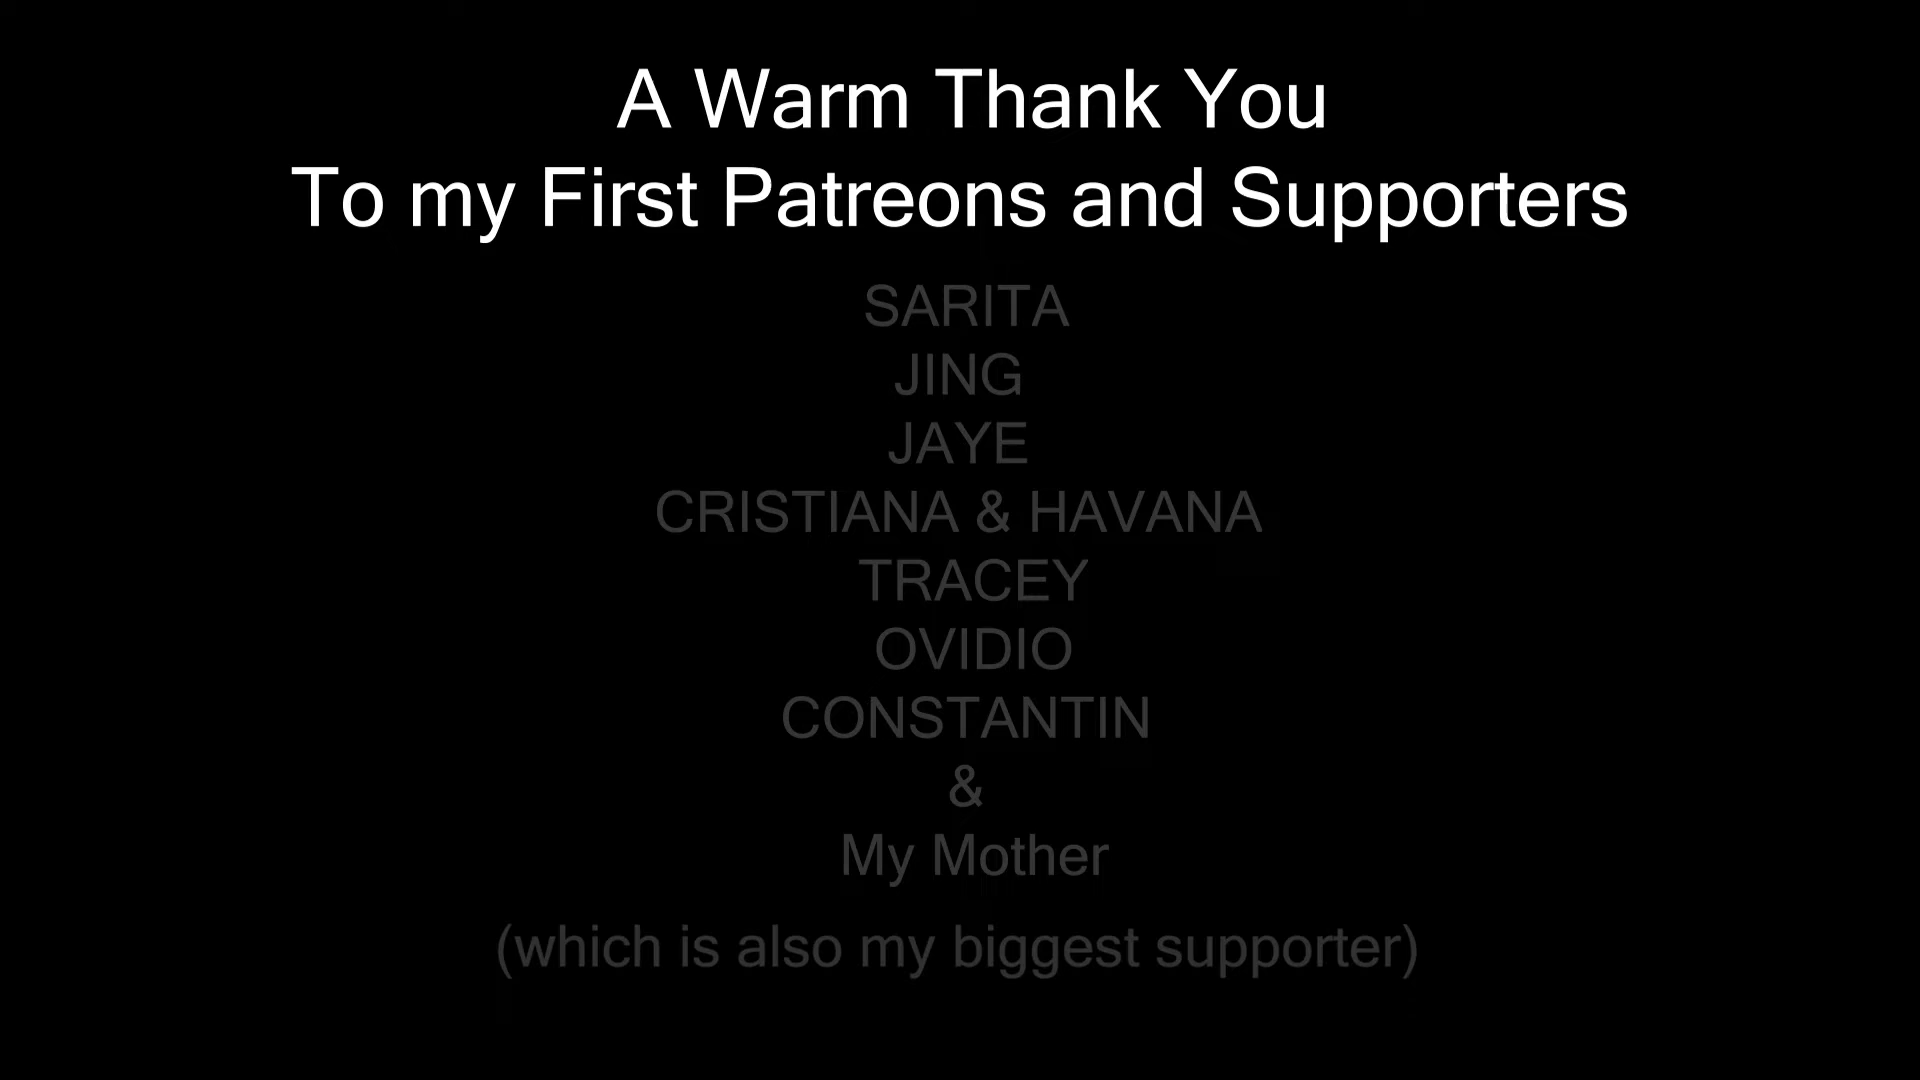 A Warm Thank You
To my First Patreons and Supporters
SARITA
JING
JAYE
CRISTIANA & HAVANA
TRACEY
OVIDIO
CONSTANTIN
&
My Mother
(which is also my biggest supporter)